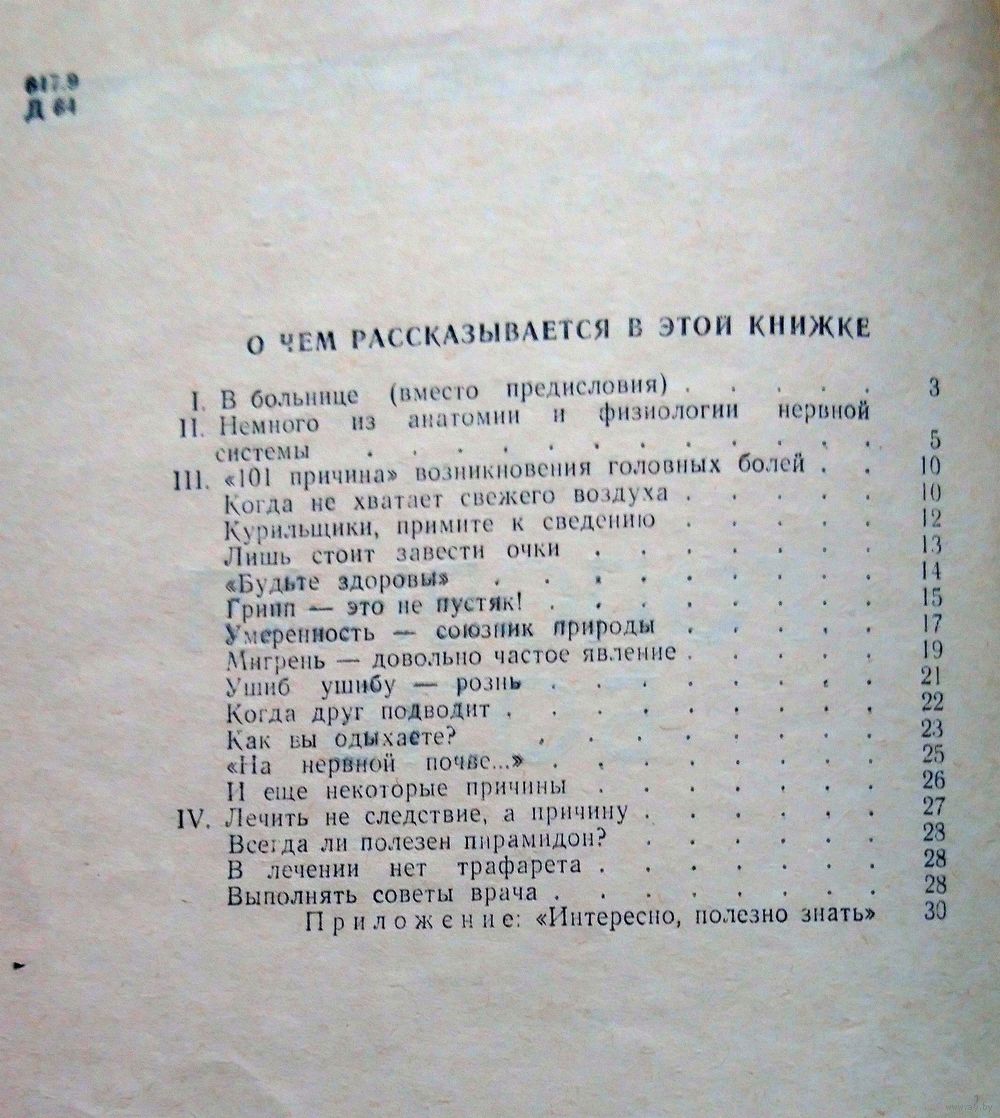 617.9
Д 64
О ЧЕМ РАССКАЗЫВАЕТСЯ В ЭТОЙ КНИЖКЕ
I. В больнице (вместо предисловия) . . . . . 3
II. Немного из анатомии и физиологии нервной
системы . . . . . . . . . . . . 5
III. «101 причина» возникновения головных болей . . 10
Когда не хватает свежего воздуха . . . . . 10
Курильщики, примите к сведению . . . . . 12
Лишь стоит завести очки . . . . . . . 13
«Будьте здоровы» . . . . . . . . 14
Грипп — это не пустяк! . . . . . . . . 15
Умеренность — союзник природы . . . . . 17
Мигрень — довольно частое явление . . . . . 19
Ушиб ушибу — рознь . . . . . . . . 21
Когда друг подводит . . . . . . . . . 22
Как вы одыхаете? . . . . . . . . 23
«На нервной почве...» . . . . . . . . 25
И еще некоторые причины . . . . . . . 26
IV. Лечить не следствие, а причину . . . . . . 27
Всегда ли полезен пирамидон? . . . . . . 28
В лечении нет трафарета . . . . . . . 28
Выполнять советы врача . . . . . . . . 28
Приложение: «Интересно, полезно знать» 30